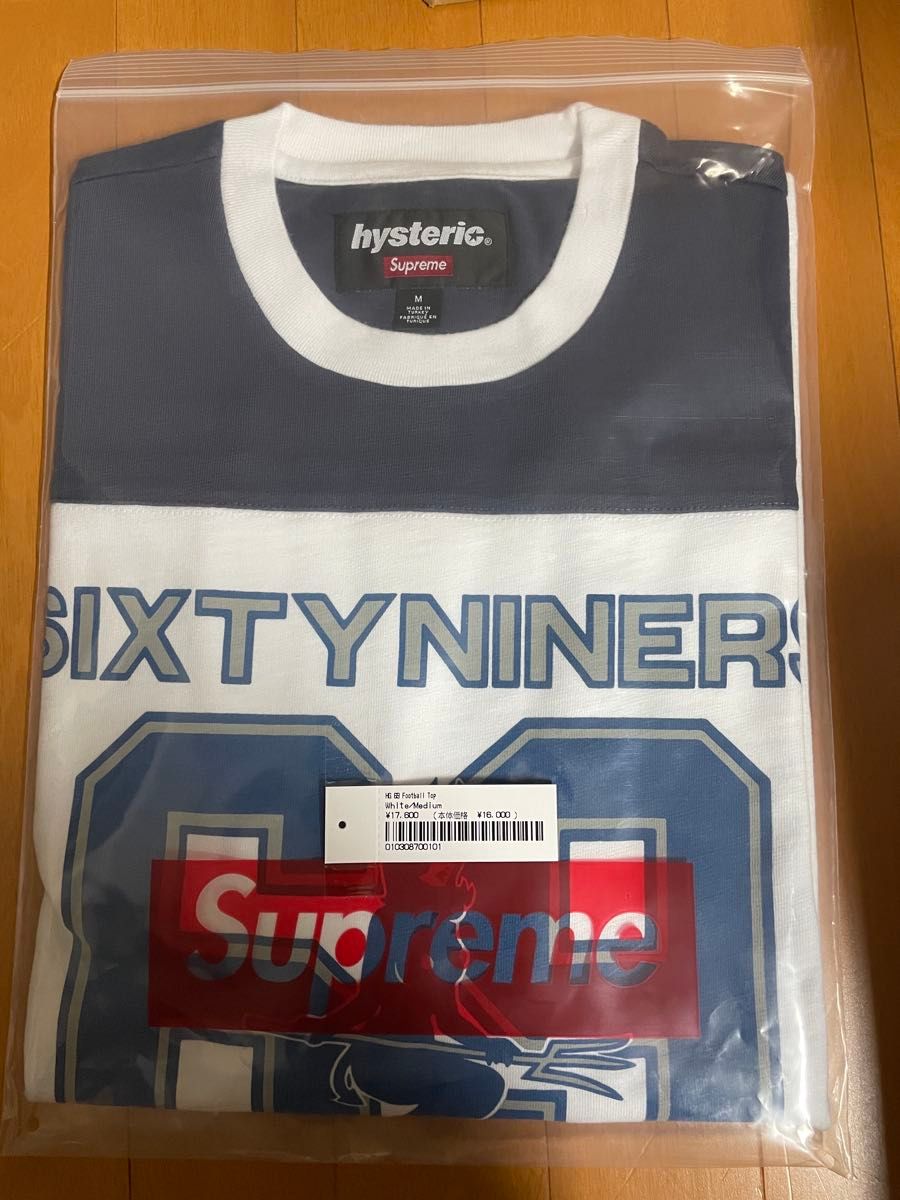 hysteric®
Supreme
M
MADE IN
TURKEY
FABRIQUÉ EN
TURQUIE
SIXTYNINERS
HG 69 Football Top
White/Medium
¥17,600 (本体価格 ¥16,000)
010308700101
Supreme